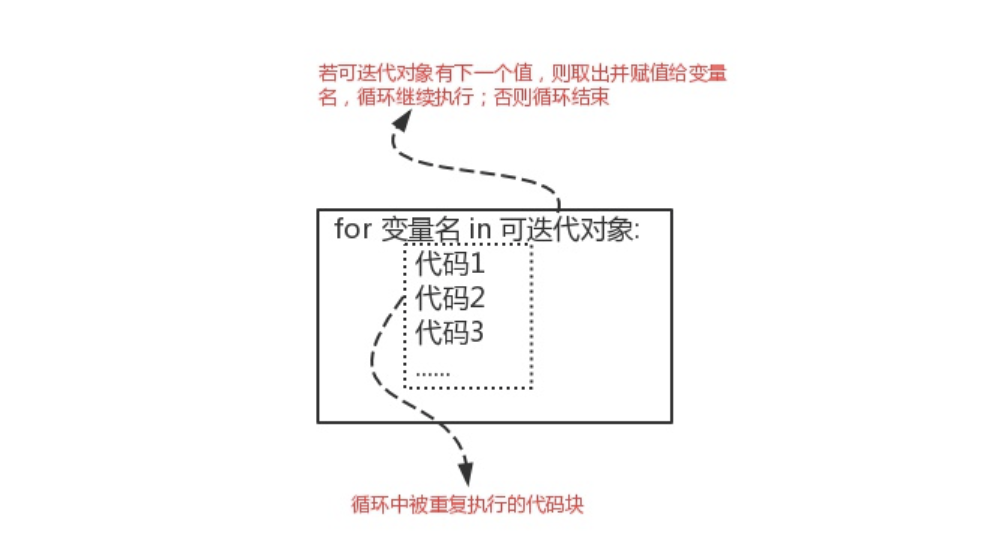 若可迭代对象有下一个值，则取出并赋值给变量
名，循环继续执行；否则循环结束
for 变量名 in 可迭代对象:
代码1
代码2
代码3
......
循环中被重复执行的代码块